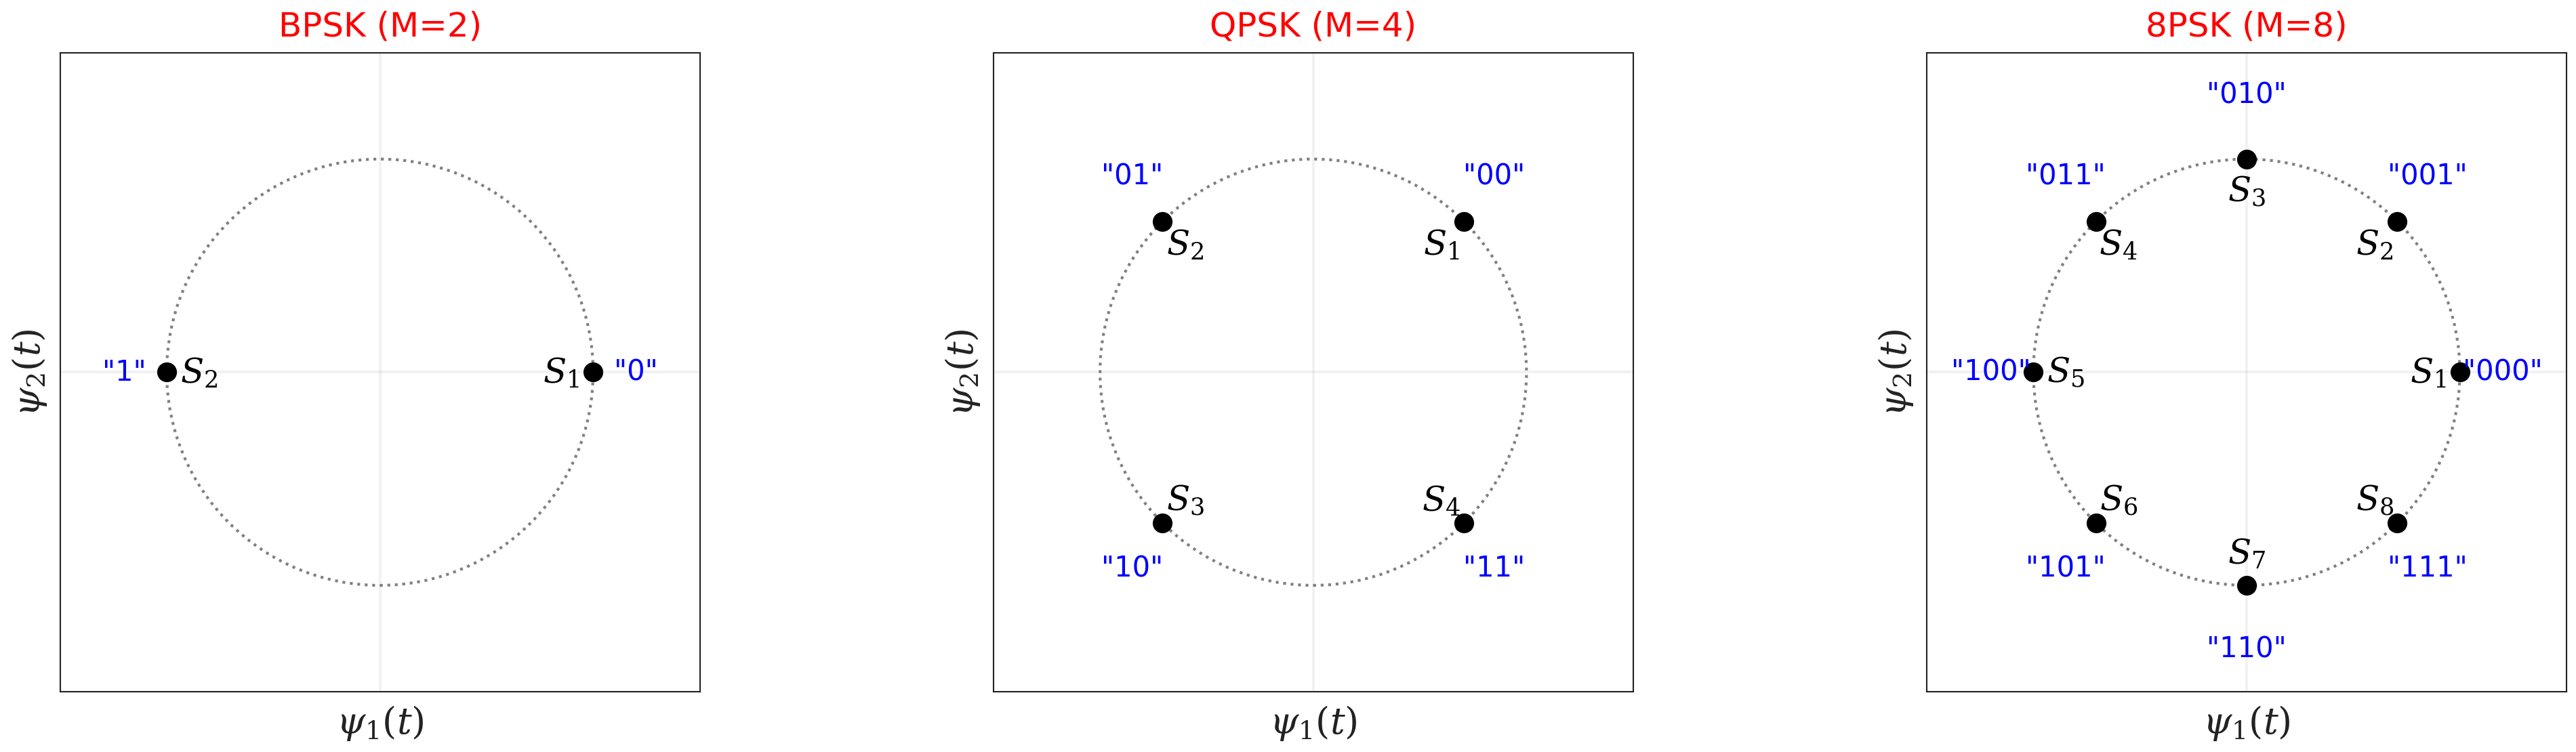 BPSK (M=2)
"1" S₂ S₁ "0"
ψ₂(t)
ψ₁(t)
QPSK (M=4)
"01" "00"
S₂ S₁
ψ₂(t)
S₃ S₄
"10" "11"
ψ₁(t)
8PSK (M=8)
"010"
"011" "001"
S₃
S₄ S₂
"100" S₅ S₁ "000"
ψ₂(t)
S₆ S₈
S₇
"101" "111"
"110"
ψ₁(t)